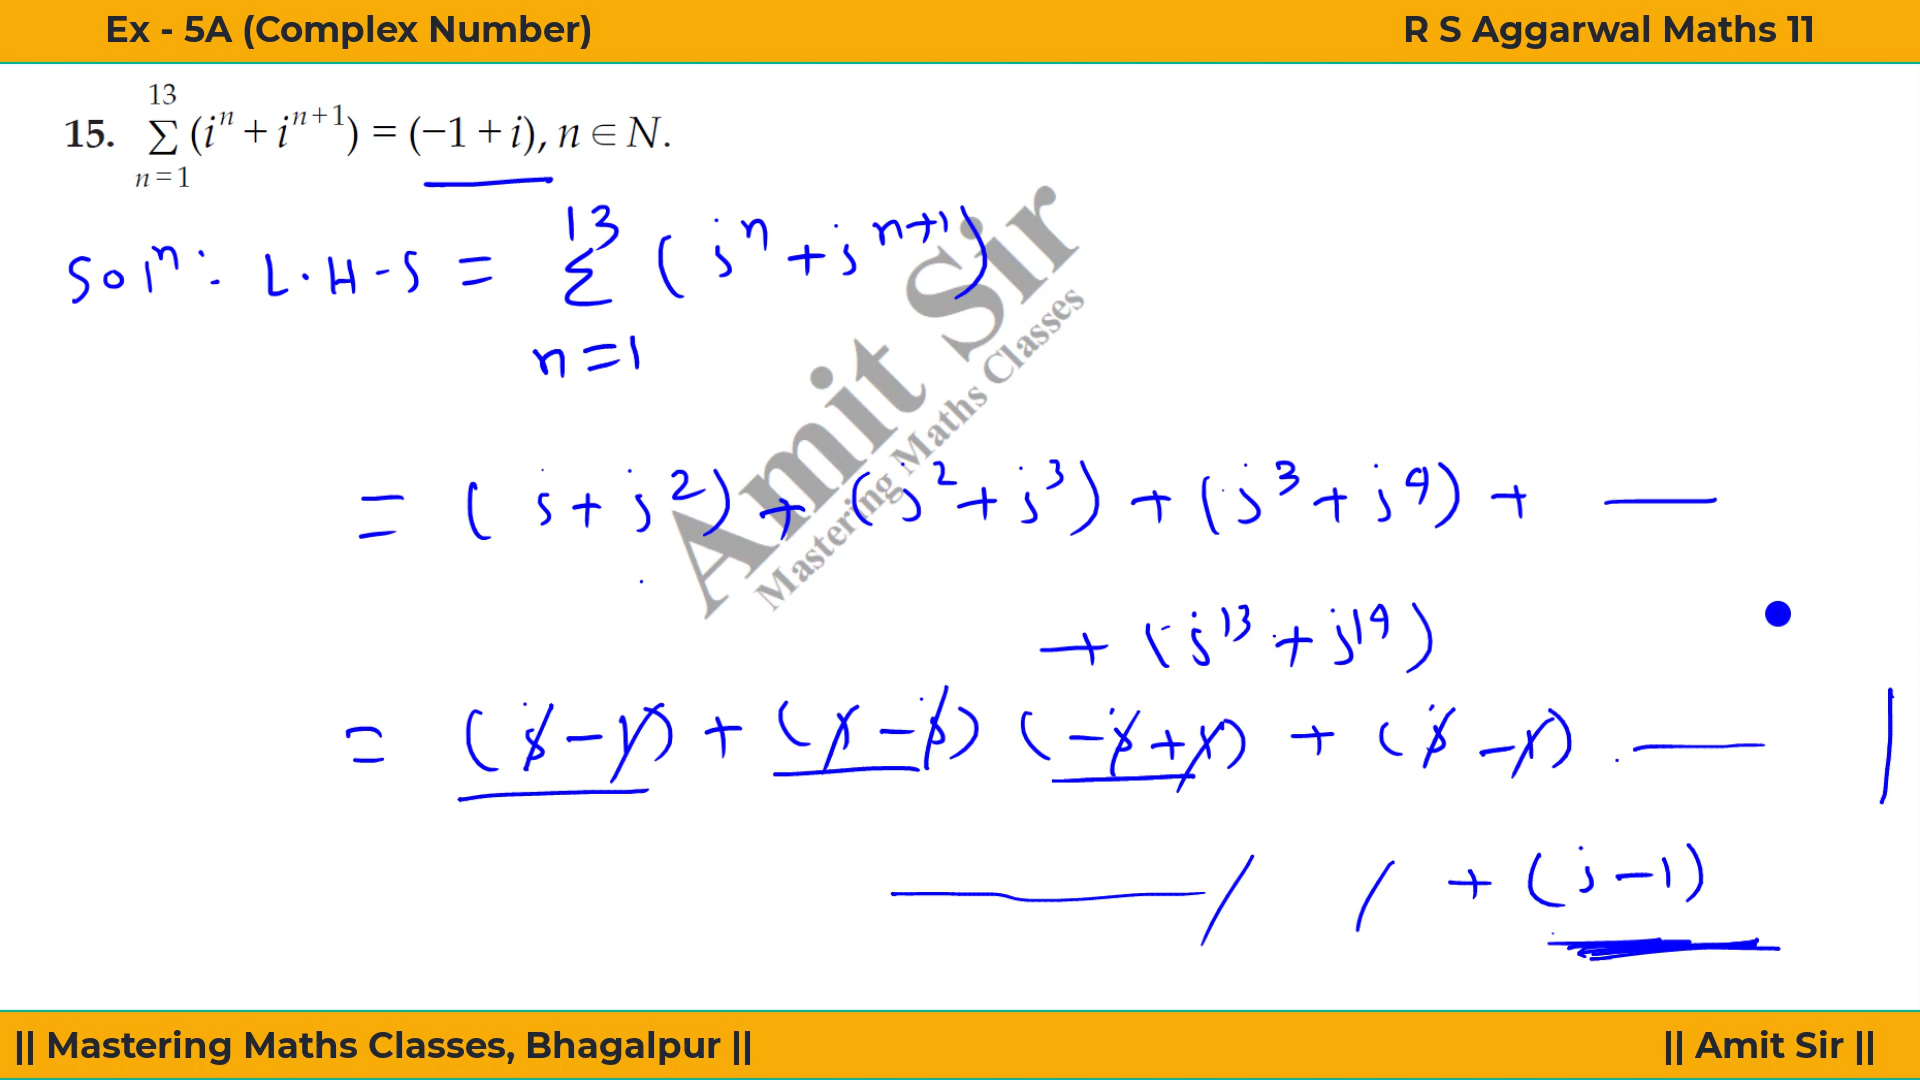 Ex - 5A (Complex Number)
R S Aggarwal Maths 11
15. ∑_{n=1}^{13} (i^n + i^{n+1}) = (−1 + i), n ∈ N.
Solⁿ: L.H-S = ∑_{n=1}^{13} (i^n + i^{n+1})
= (i + i^2) + (i^2 + i^3) + (i^3 + i^4) + —
+ (i^13 + i^14)
= (i − 1) + (−i) (−i + 1) + (i − 1) —
— / / + (i − 1)
Amit Sir
Mastering Maths Classes
|| Mastering Maths Classes, Bhagalpur ||
|| Amit Sir ||